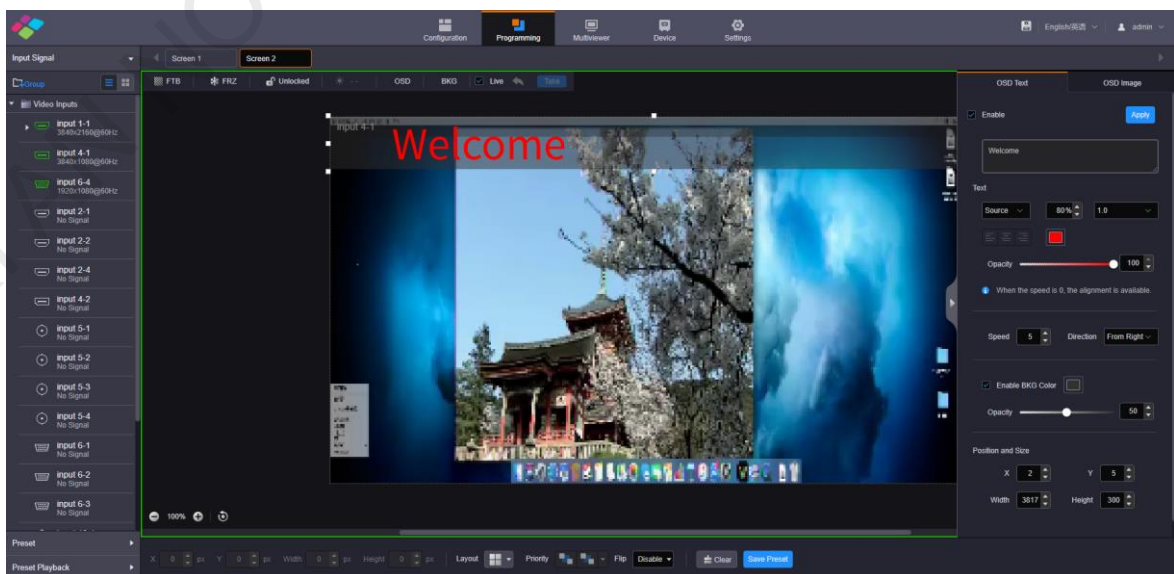 Configuration
Programming
Multiviewer
Device
Settings
English/英语
admin
Input Signal
Screen 1
Screen 2
Group
FTB
FRZ
Unlocked
OSD
BKG
Live
Take
OSD Text
OSD Image
Video Inputs
input 1-1
3840x2160@60Hz
input 4-1
3840x1080@60Hz
input 6-4
1920x1080@60Hz
input 2-1
No Signal
input 2-2
No Signal
input 2-4
No Signal
input 4-2
No Signal
input 5-1
No Signal
input 5-2
No Signal
input 5-3
No Signal
input 5-4
No Signal
input 6-1
No Signal
input 6-2
No Signal
input 6-3
No Signal
Preset
Preset Playback
Input 4-1
Welcome
100%
Enable
Apply
Welcome
Text
Source 80% 1.0
Opacity 100
When the speed is 0, the alignment is available.
Speed 5 Direction From Right
Enable BKG Color
Opacity 50
Position and Size
X 2 Y 5
Width 3817 Height 300
X 0 px Y 0 px Width 0 px Height 0 px Layout Priority Flip Disable Clear Save Preset